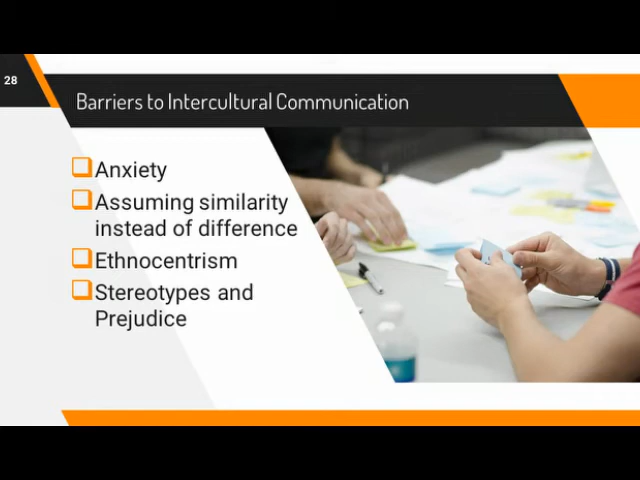 28
Barriers to Intercultural Communication
Anxiety
Assuming similarity
instead of difference
Ethnocentrism
Stereotypes and
Prejudice